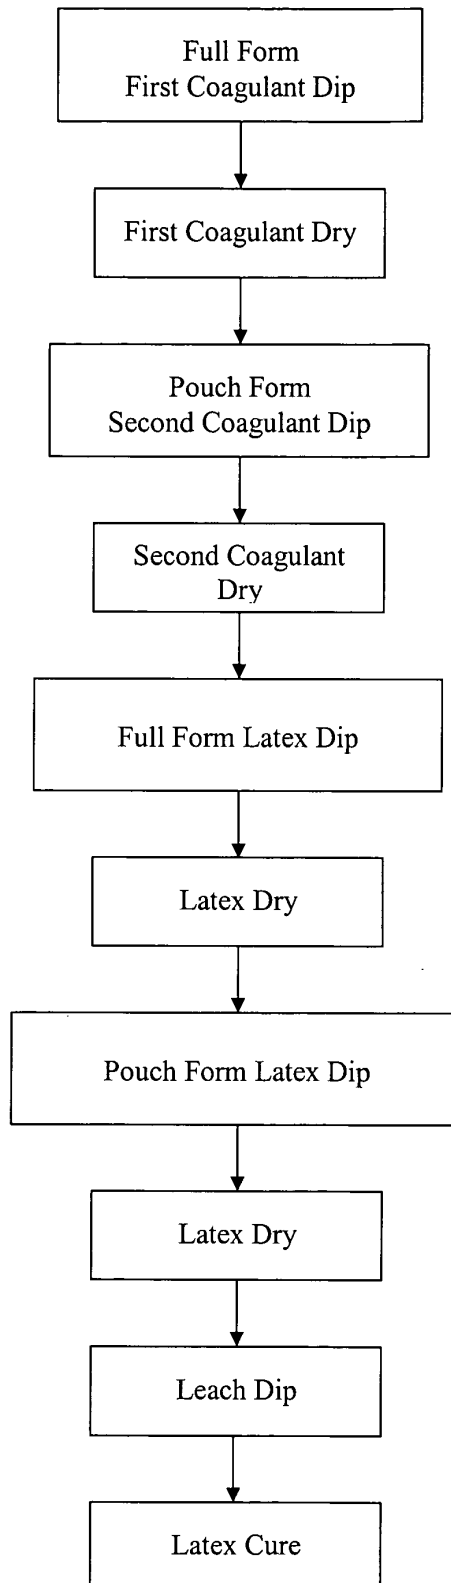 Full Form
First Coagulant Dip
First Coagulant Dry
Pouch Form
Second Coagulant Dip
Second Coagulant
Dry
Full Form Latex Dip
Latex Dry
Pouch Form Latex Dip
Latex Dry
Leach Dip
Latex Cure